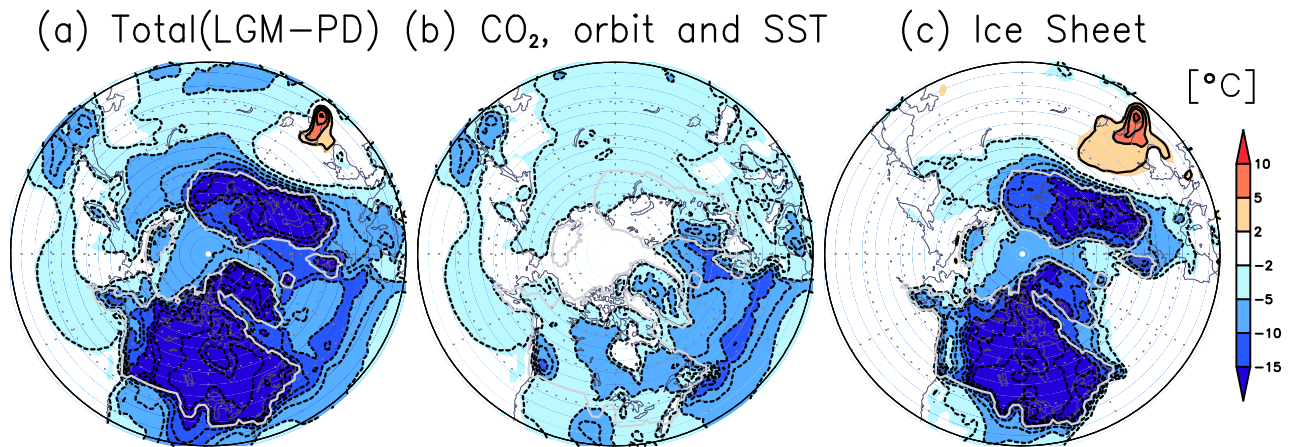 (a) Total(LGM−PD)
(b) CO₂, orbit and SST
(c) Ice Sheet
[°C]
10
5
2
−2
−5
−10
−15